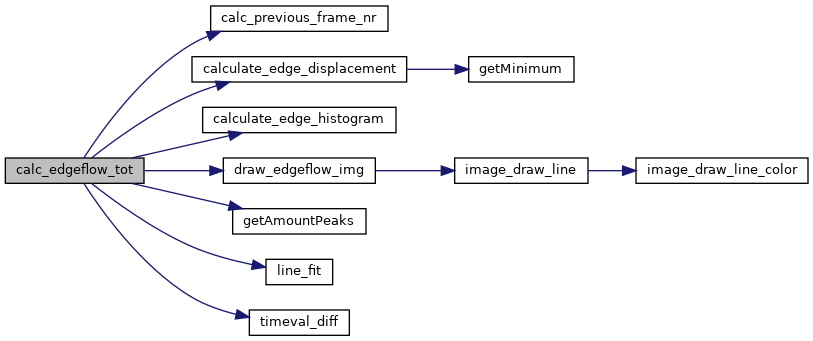 calc_previous_frame_nr
calculate_edge_displacement
getMinimum
calculate_edge_histogram
calc_edgeflow_tot
draw_edgeflow_img
image_draw_line
image_draw_line_color
getAmountPeaks
line_fit
timeval_diff